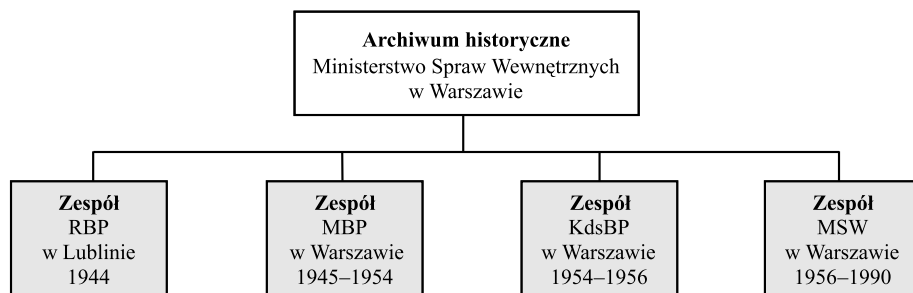 Archiwum historyczne
Ministerstwo Spraw Wewnętrznych
w Warszawie
Zespół
RBP
w Lublinie
1944
Zespół
MBP
w Warszawie
1945–1954
Zespół
KdsBP
w Warszawie
1954–1956
Zespół
MSW
w Warszawie
1956–1990